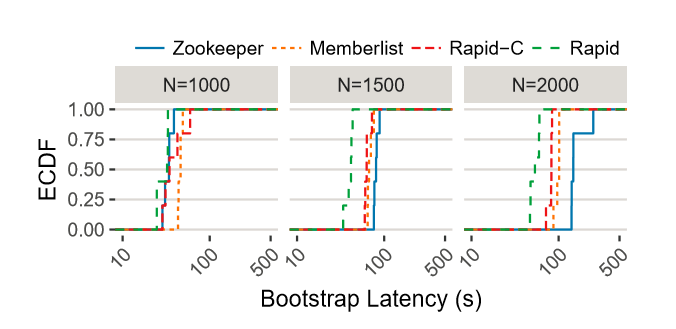 Zookeeper Memberlist Rapid−C Rapid
N=1000 N=1500 N=2000
1.00
0.75
0.50
0.25
0.00
ECDF
10 100 500 10 100 500 10 100 500
Bootstrap Latency (s)